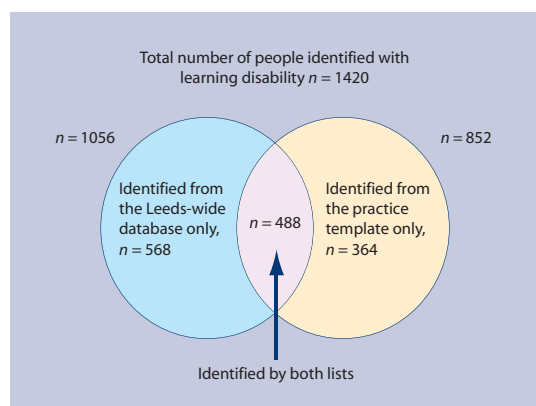 Total number of people identified with
learning disability n = 1420
n = 1056
n = 852
Identified from
the Leeds-wide
database only,
n = 568
n = 488
Identified from
the practice
template only,
n = 364
Identified by both lists